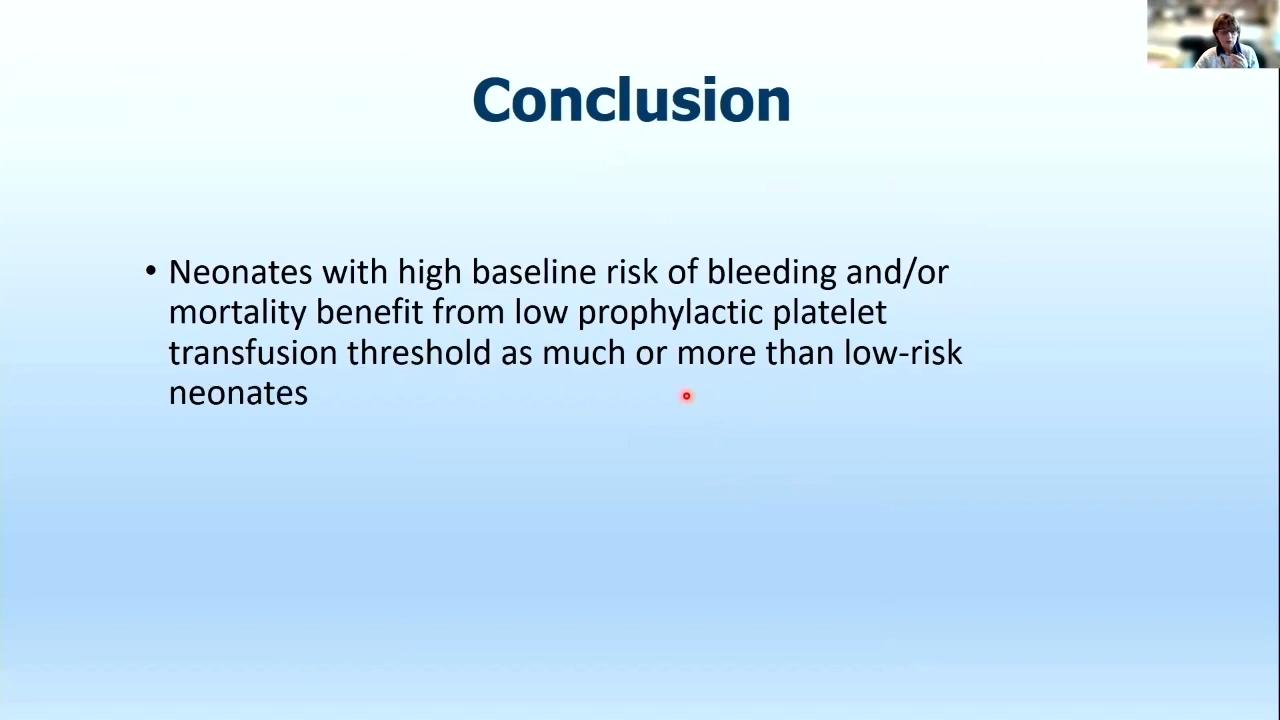 Conclusion
• Neonates with high baseline risk of bleeding and/or
mortality benefit from low prophylactic platelet
transfusion threshold as much or more than low-risk
neonates